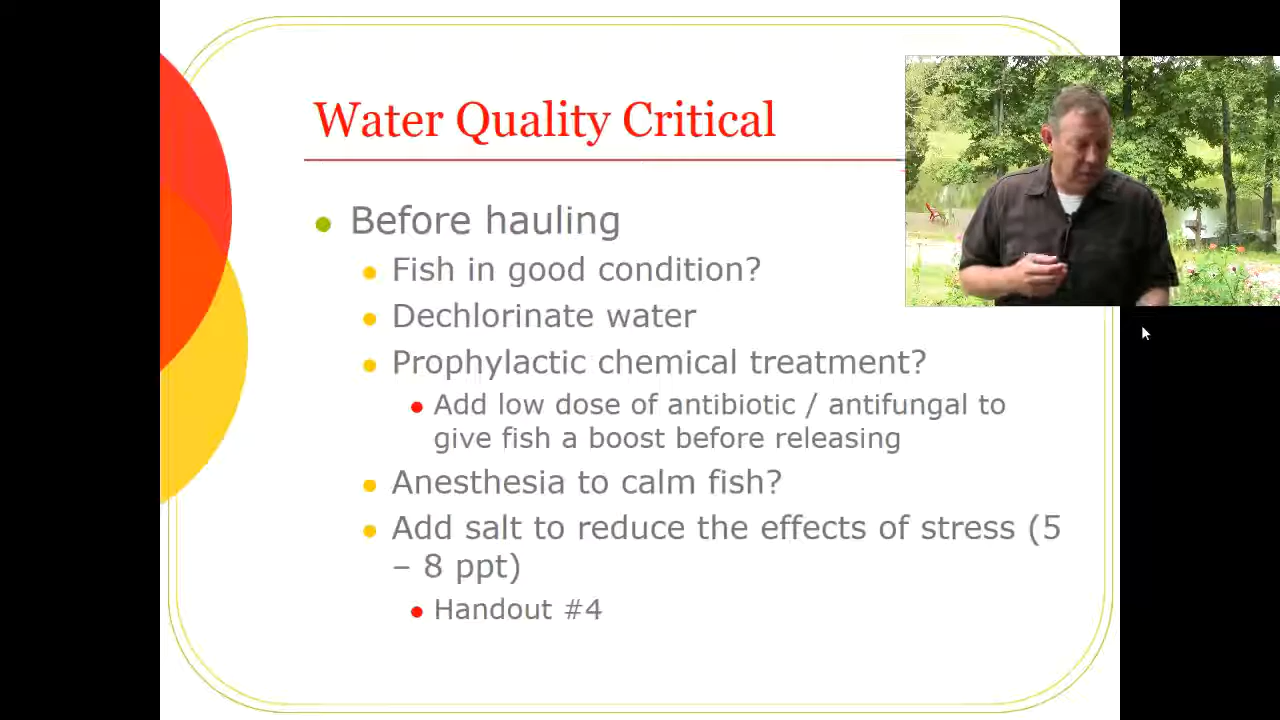 Water Quality Critical
Before hauling
Fish in good condition?
Dechlorinate water
Prophylactic chemical treatment?
Add low dose of antibiotic / antifungal to
give fish a boost before releasing
Anesthesia to calm fish?
Add salt to reduce the effects of stress (5
– 8 ppt)
Handout #4